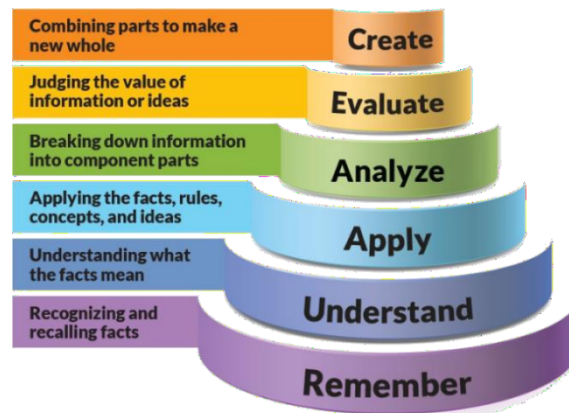 Combining parts to make a
new whole
Create
Judging the value of
information or ideas
Evaluate
Breaking down information
into component parts
Analyze
Applying the facts, rules,
concepts, and ideas
Apply
Understanding what
the facts mean
Understand
Recognizing and
recalling facts
Remember